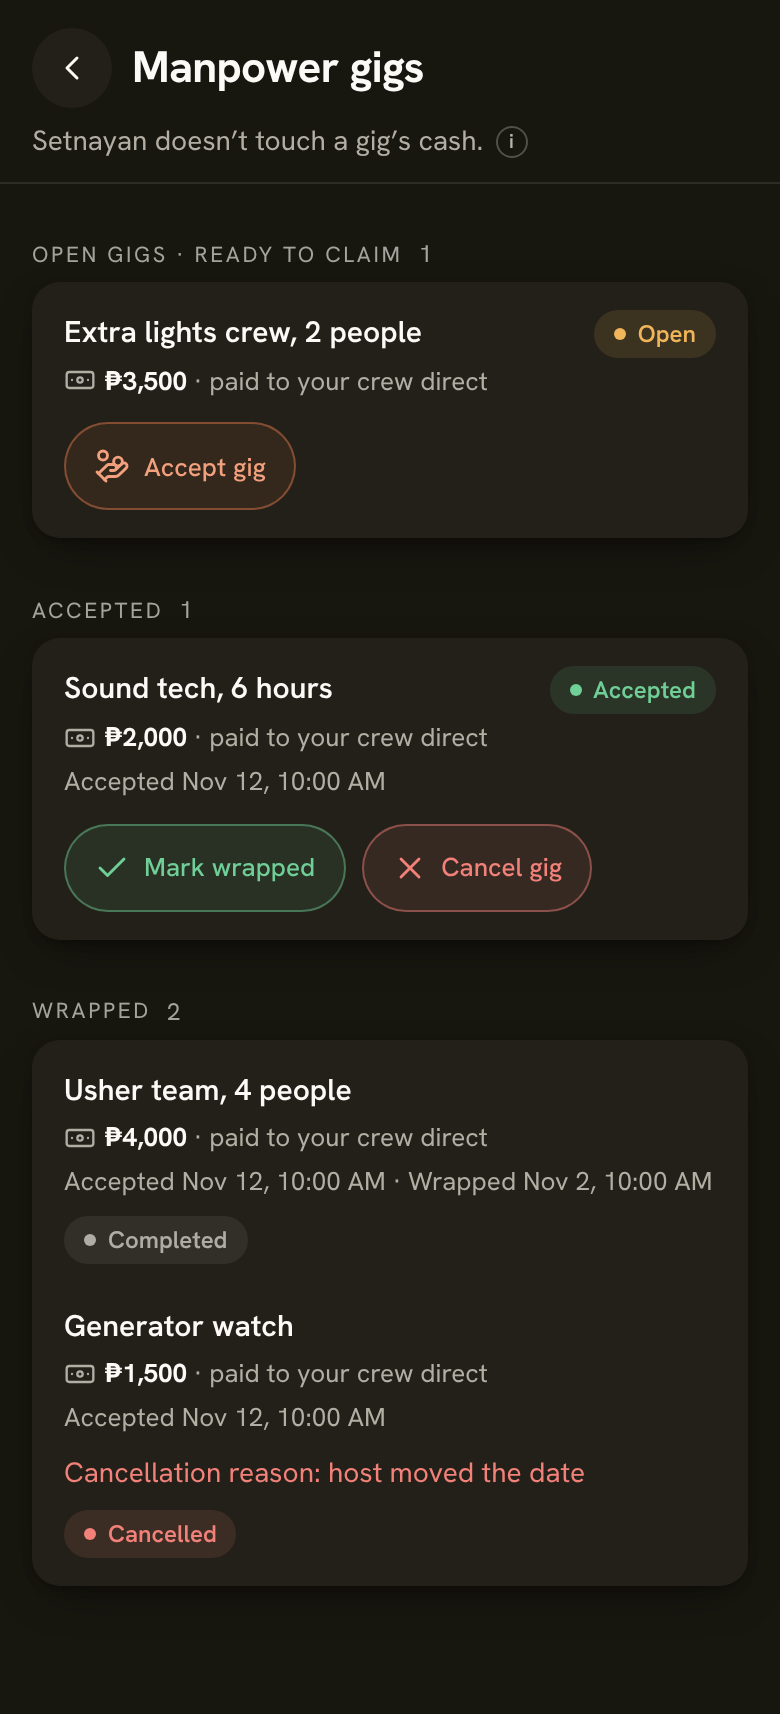 Manpower gigs
Setnayan doesn’t touch a gig’s cash. i
OPEN GIGS · READY TO CLAIM 1
Extra lights crew, 2 people
Open
₱3,500 · paid to your crew direct
Accept gig
ACCEPTED 1
Sound tech, 6 hours
Accepted
₱2,000 · paid to your crew direct
Accepted Nov 12, 10:00 AM
Mark wrapped
Cancel gig
WRAPPED 2
Usher team, 4 people
₱4,000 · paid to your crew direct
Accepted Nov 12, 10:00 AM · Wrapped Nov 2, 10:00 AM
Completed
Generator watch
₱1,500 · paid to your crew direct
Accepted Nov 12, 10:00 AM
Cancellation reason: host moved the date
Cancelled